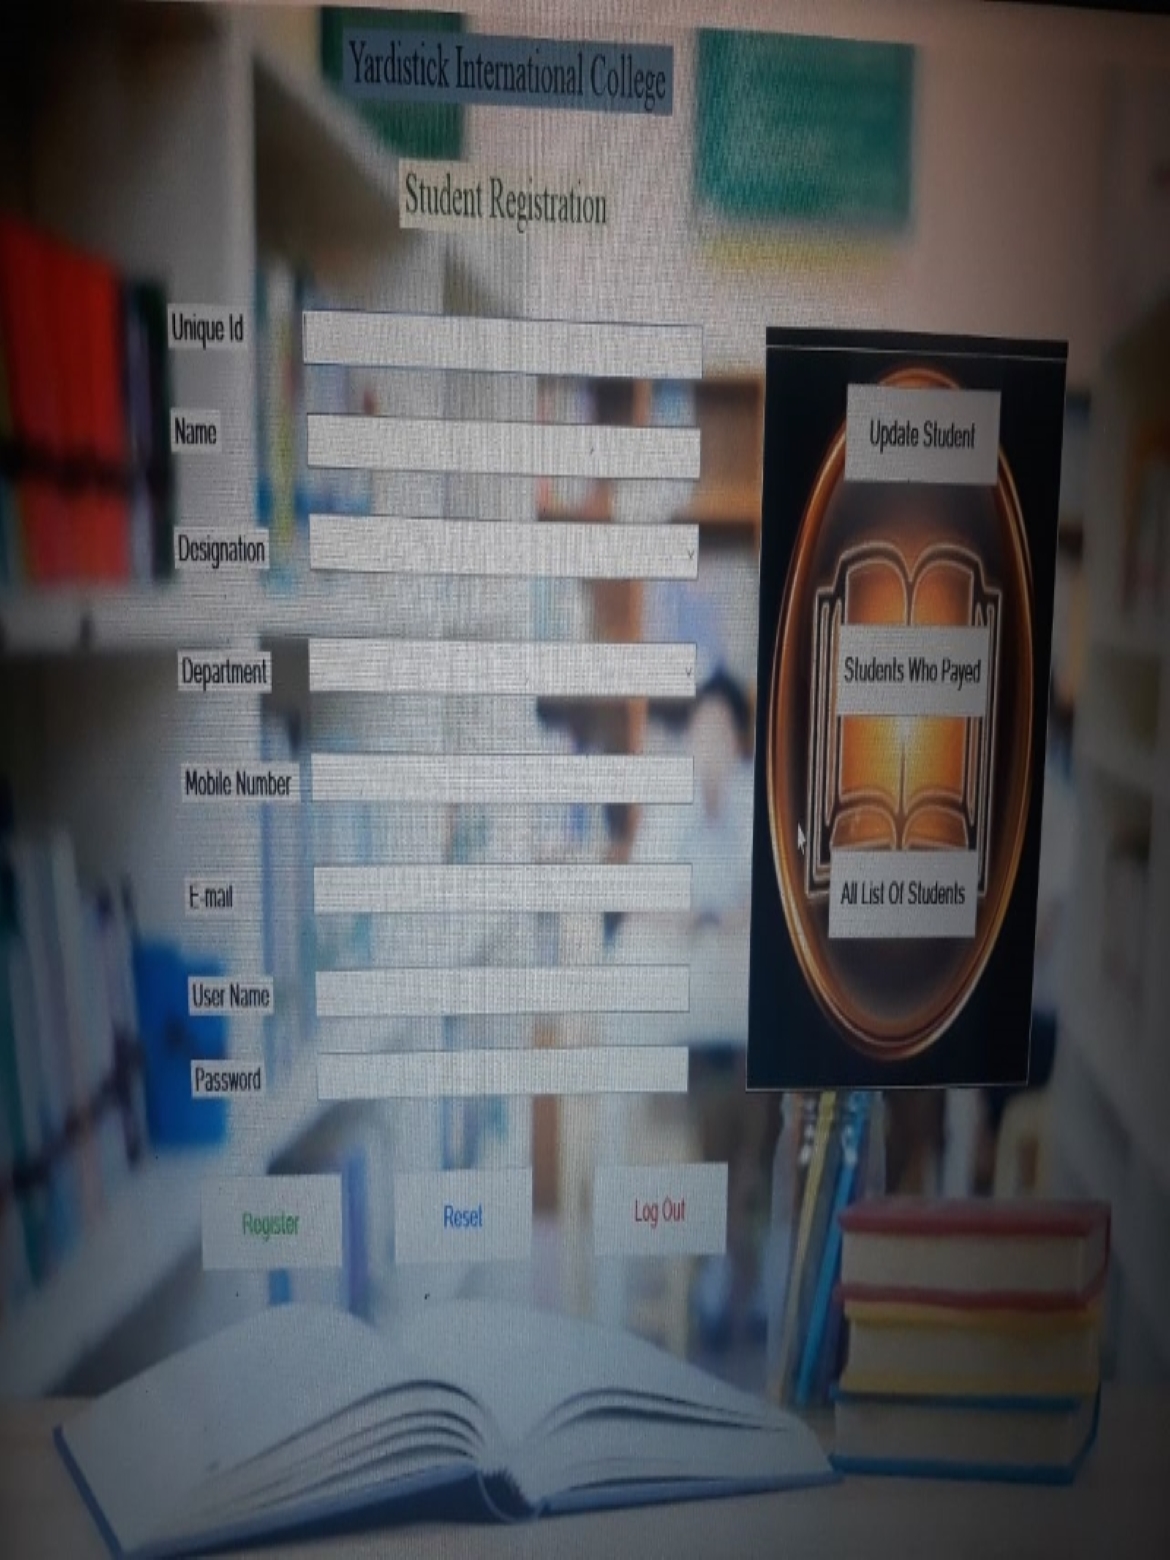 Yardistick International College
Student Registration
Unique Id
Name
Designation
Department
Mobile Number
E-mail
User Name
Password
Register
Reset
Log Out
Update Student
Students Who Payed
All List Of Students